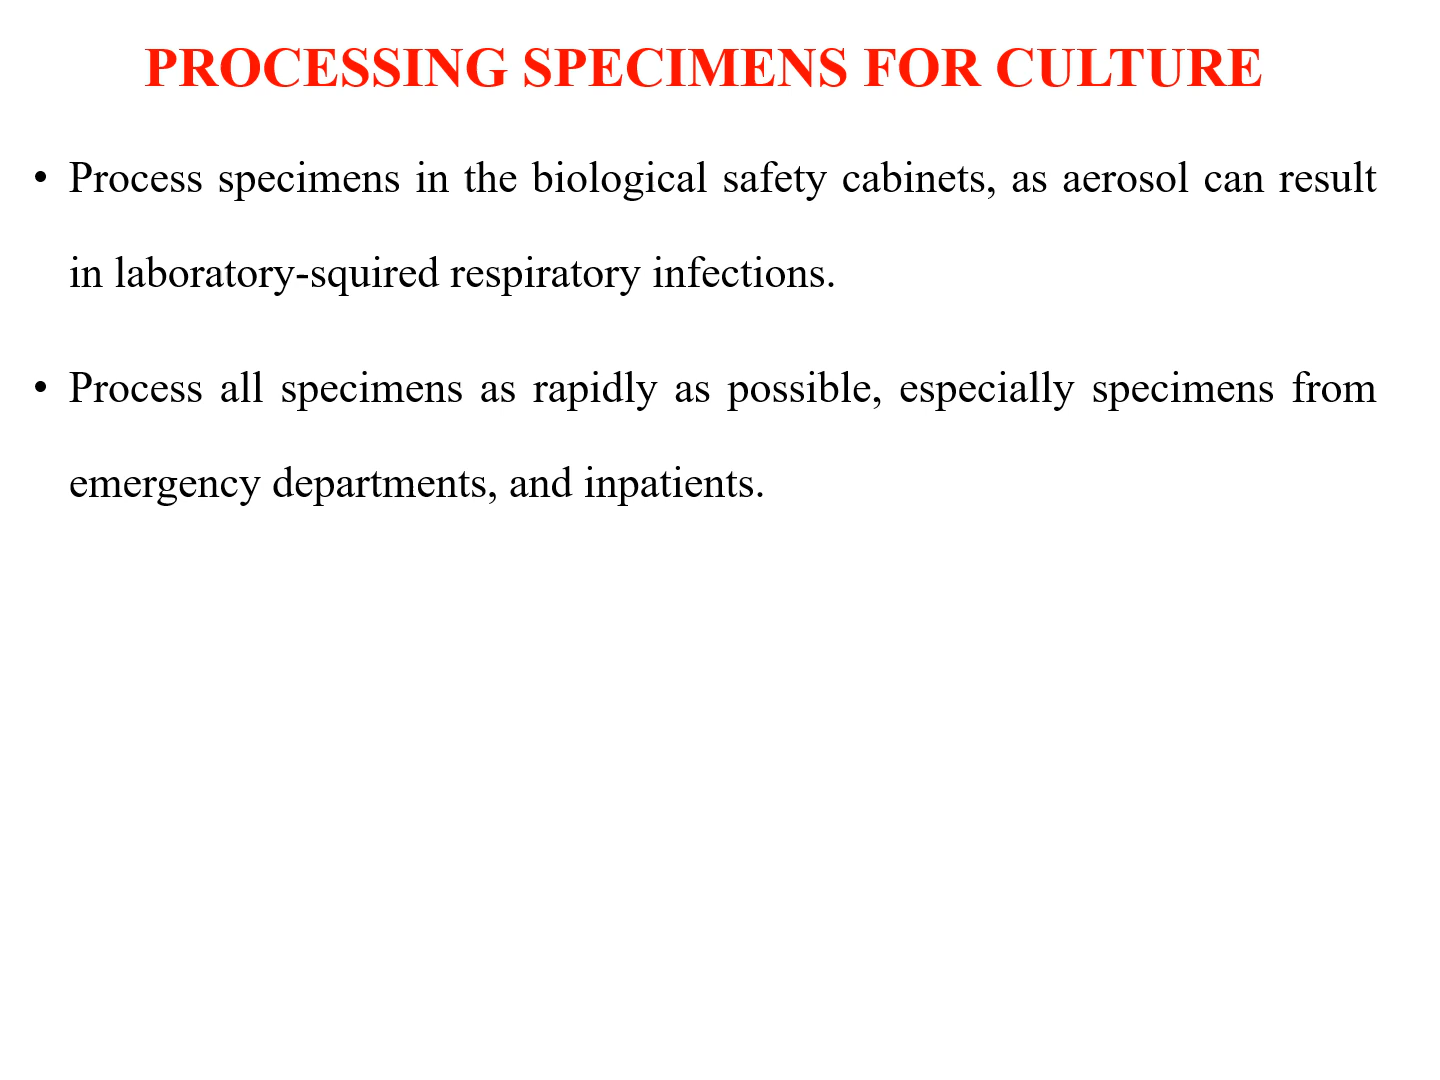 PROCESSING SPECIMENS FOR CULTURE
• Process specimens in the biological safety cabinets, as aerosol can result
in laboratory-squired respiratory infections.
• Process all specimens as rapidly as possible, especially specimens from
emergency departments, and inpatients.